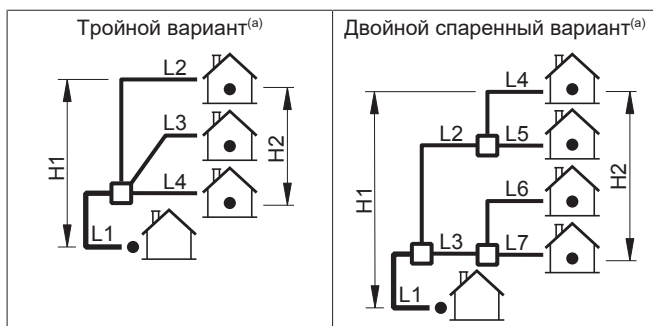 Тройной вариант(a)
L2
L3
L4
L1
H1
H2
Двойной спаренный вариант(a)
L4
L2
L5
L6
L3
L7
L1
H1
H2